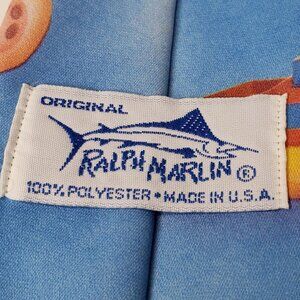 ORIGINAL
RALPH MARLIN ®
100% POLYESTER • MADE IN U.S.A.